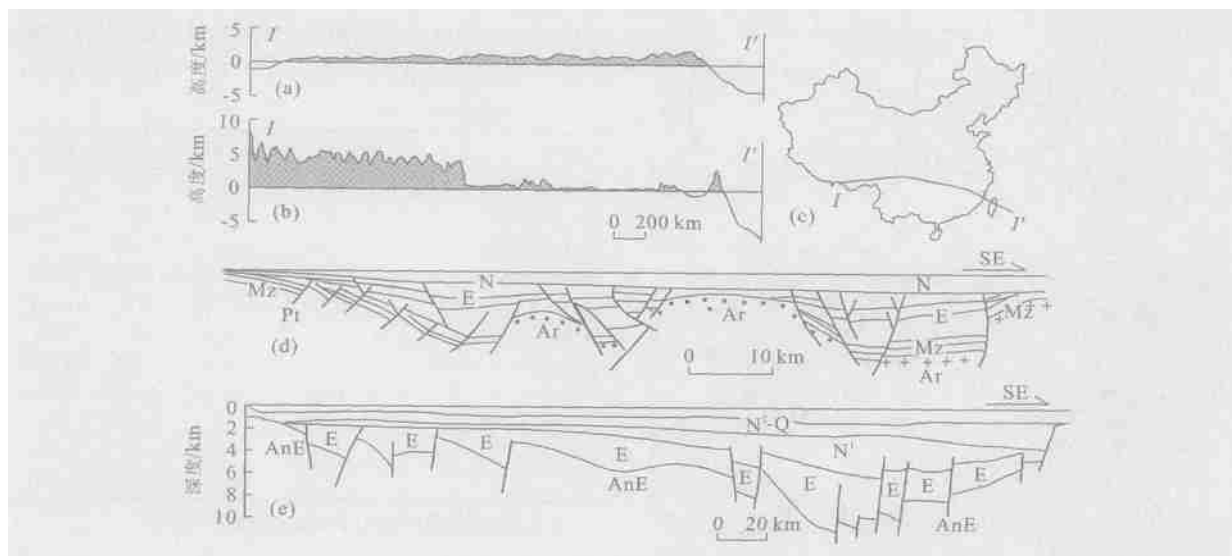 5
I
I'
高度/km
0
-5
(a)
10
I
I'
高度/km
5
0
-5
(b)
0 200 km
(c)
I
I'
SE
N
Mz
E
Pt
Ar
Ar
E
Mz
Mz
Ar
(d)
0 10 km
SE
0
2
4
6
8
10
深度/km
N²-Q
N¹
AnE
E
E
E
E
AnE
E
E
E
E
E
AnE
(e)
0 20 km